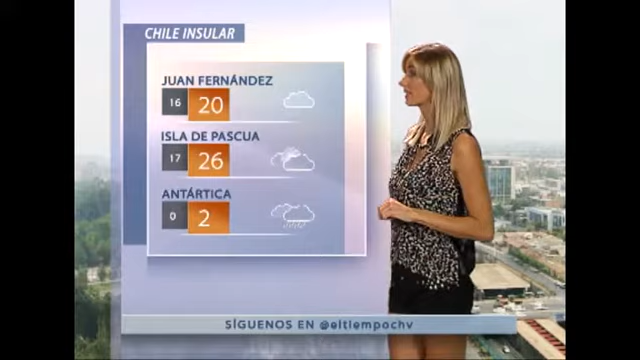 CHILE INSULAR
JUAN FERNÁNDEZ
16 20
ISLA DE PASCUA
17 26
ANTÁRTICA
0 2
SÍGUENOS EN @eltiempochv